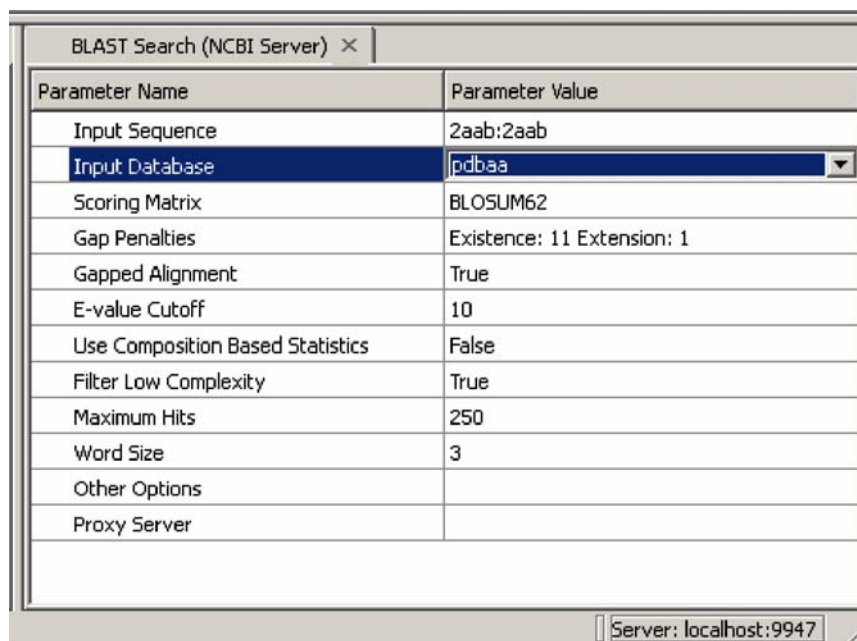 BLAST Search (NCBI Server) ×
Parameter Name Parameter Value
Input Sequence 2aab:2aab
Input Database pdbaa
Scoring Matrix BLOSUM62
Gap Penalties Existence: 11 Extension: 1
Gapped Alignment True
E-value Cutoff 10
Use Composition Based Statistics False
Filter Low Complexity True
Maximum Hits 250
Word Size 3
Other Options
Proxy Server
Server: localhost:9947